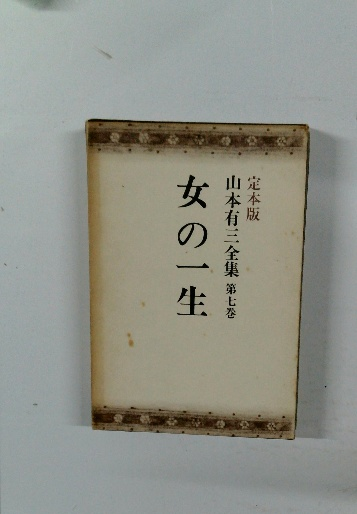 定本版
山本有三全集 第七巻
女の一生